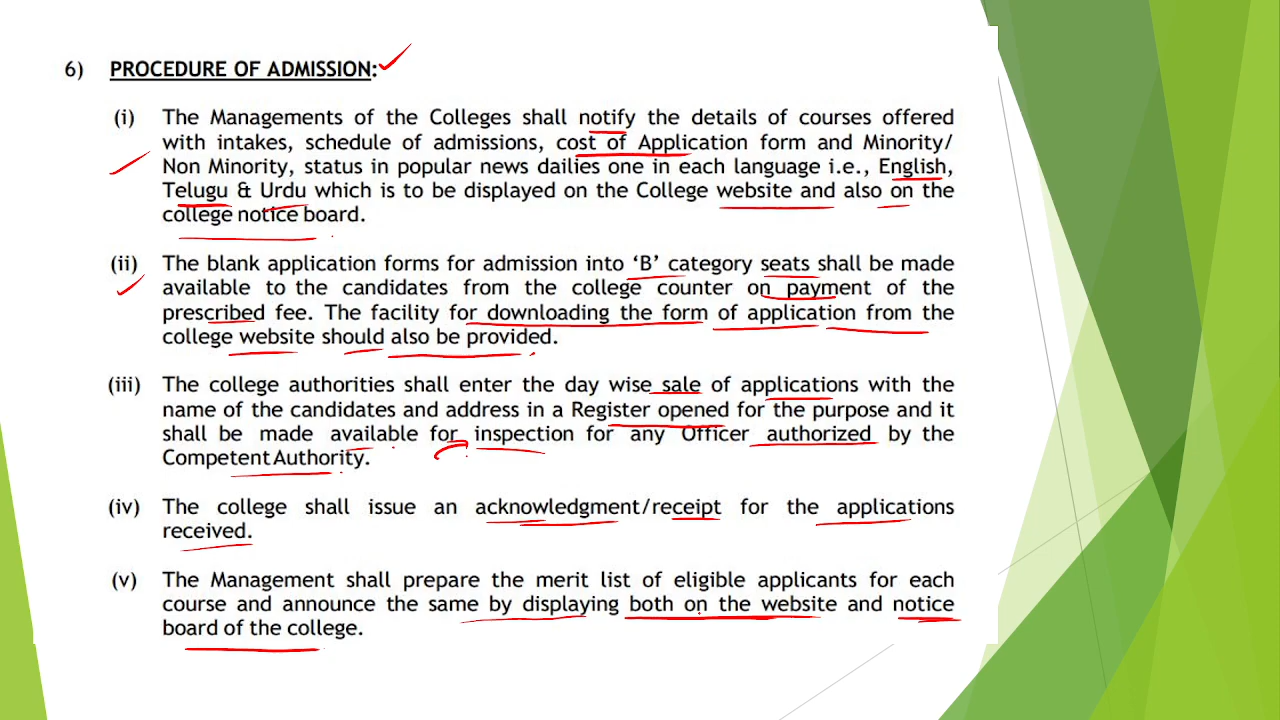 6) PROCEDURE OF ADMISSION:
(i) The Managements of the Colleges shall notify the details of courses offered
with intakes, schedule of admissions, cost of Application form and Minority/
Non Minority, status in popular news dailies one in each language i.e., English,
Telugu & Urdu which is to be displayed on the College website and also on the
college notice board.
(ii) The blank application forms for admission into ‘B’ category seats shall be made
available to the candidates from the college counter on payment of the
prescribed fee. The facility for downloading the form of application from the
college website should also be provided.
(iii) The college authorities shall enter the day wise sale of applications with the
name of the candidates and address in a Register opened for the purpose and it
shall be made available for inspection for any Officer authorized by the
Competent Authority.
(iv) The college shall issue an acknowledgment/receipt for the applications
received.
(v) The Management shall prepare the merit list of eligible applicants for each
course and announce the same by displaying both on the website and notice
board of the college.